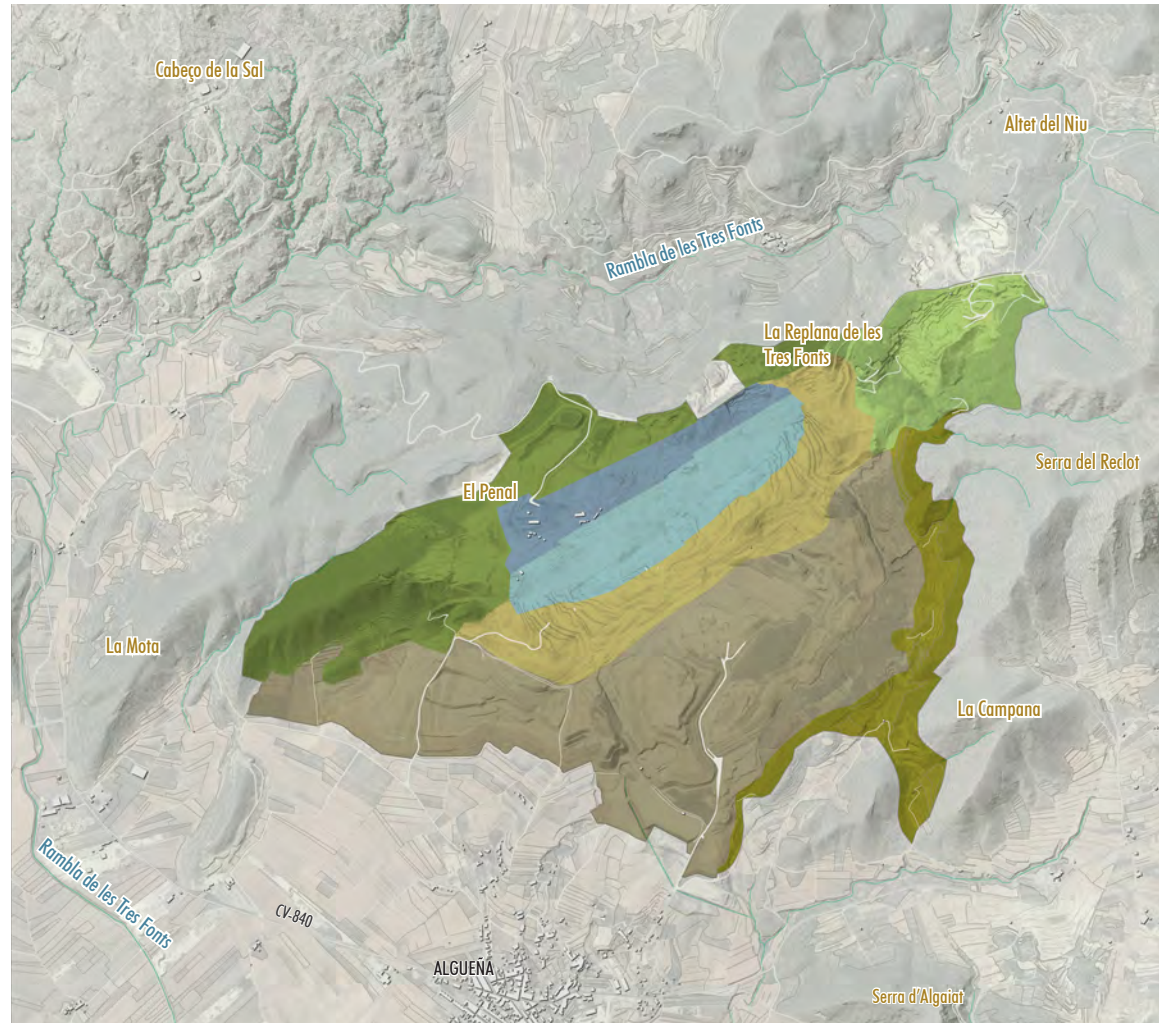 Cabeço de la Sal
Altet del Niu
Rambla de les Tres Fonts
La Replana de les
Tres Fonts
Serra del Reclot
El Penal
La Mota
La Campana
Rambla de les Tres Fonts
CV-840
ALGUEÑA
Serra d'Algaiat